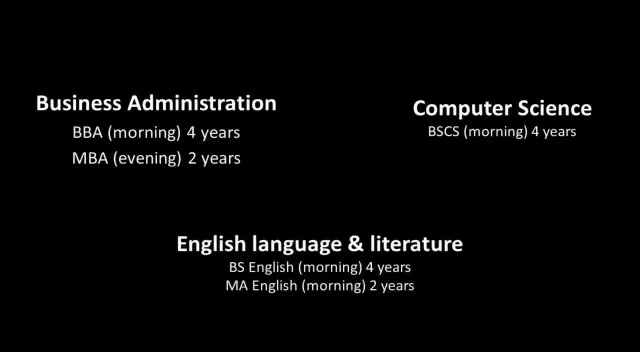 Business Administration
BBA (morning) 4 years
MBA (evening) 2 years
Computer Science
BSCS (morning) 4 years
English language & literature
BS English (morning) 4 years
MA English (morning) 2 years